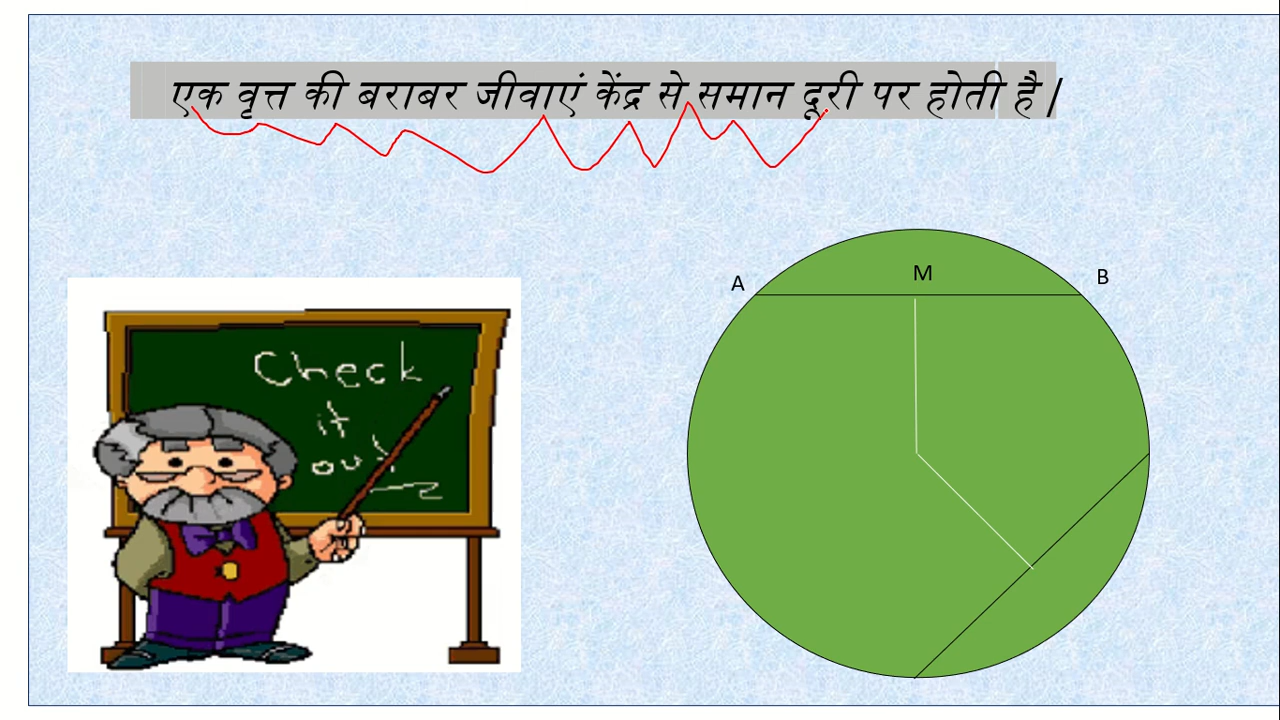 एक वृत्त की बराबर जीवाएं केंद्र से समान दूरी पर होती है |
A
M
B
Check
it
out